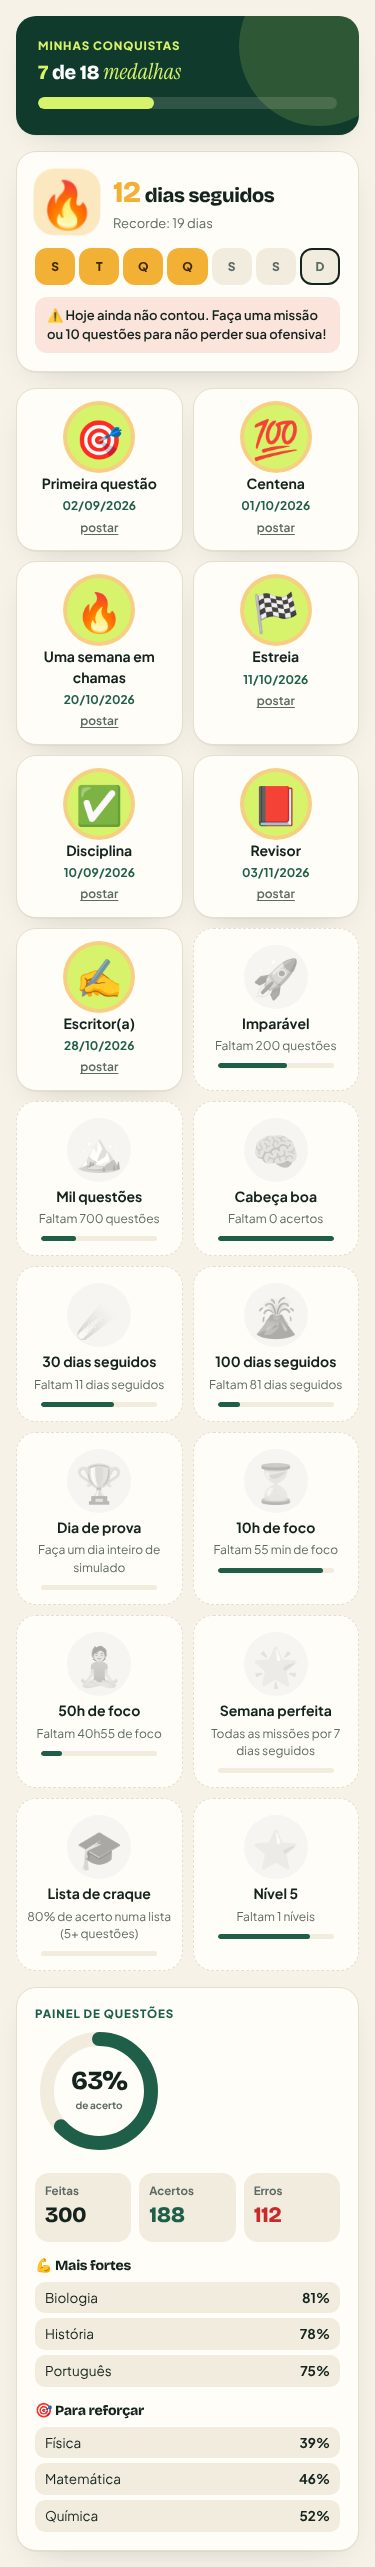 MINHAS CONQUISTAS
7 de 18 medalhas
12 dias seguidos
Recorde: 19 dias
S T Q Q S S D
⚠️ Hoje ainda não contou. Faça uma missão
ou 10 questões para não perder sua ofensiva!
Primeira questão
02/09/2026
postar
Centena
01/10/2026
postar
Uma semana em
chamas
20/10/2026
postar
Estreia
11/10/2026
postar
Disciplina
10/09/2026
postar
Revisor
03/11/2026
postar
Escritor(a)
28/10/2026
postar
Imparável
Faltam 200 questões
Mil questões
Faltam 700 questões
Cabeça boa
Faltam 0 acertos
30 dias seguidos
Faltam 11 dias seguidos
100 dias seguidos
Faltam 81 dias seguidos
Dia de prova
Faça um dia inteiro de
simulado
10h de foco
Faltam 55 min de foco
50h de foco
Faltam 40h55 de foco
Semana perfeita
Todas as missões por 7
dias seguidos
Lista de craque
80% de acerto numa lista
(5+ questões)
Nível 5
Faltam 1 níveis
PAINEL DE QUESTÕES
63%
de acerto
Feitas
300
Acertos
188
Erros
112
💪 Mais fortes
Biologia 81%
História 78%
Português 75%
🎯 Para reforçar
Física 39%
Matemática 46%
Química 52%